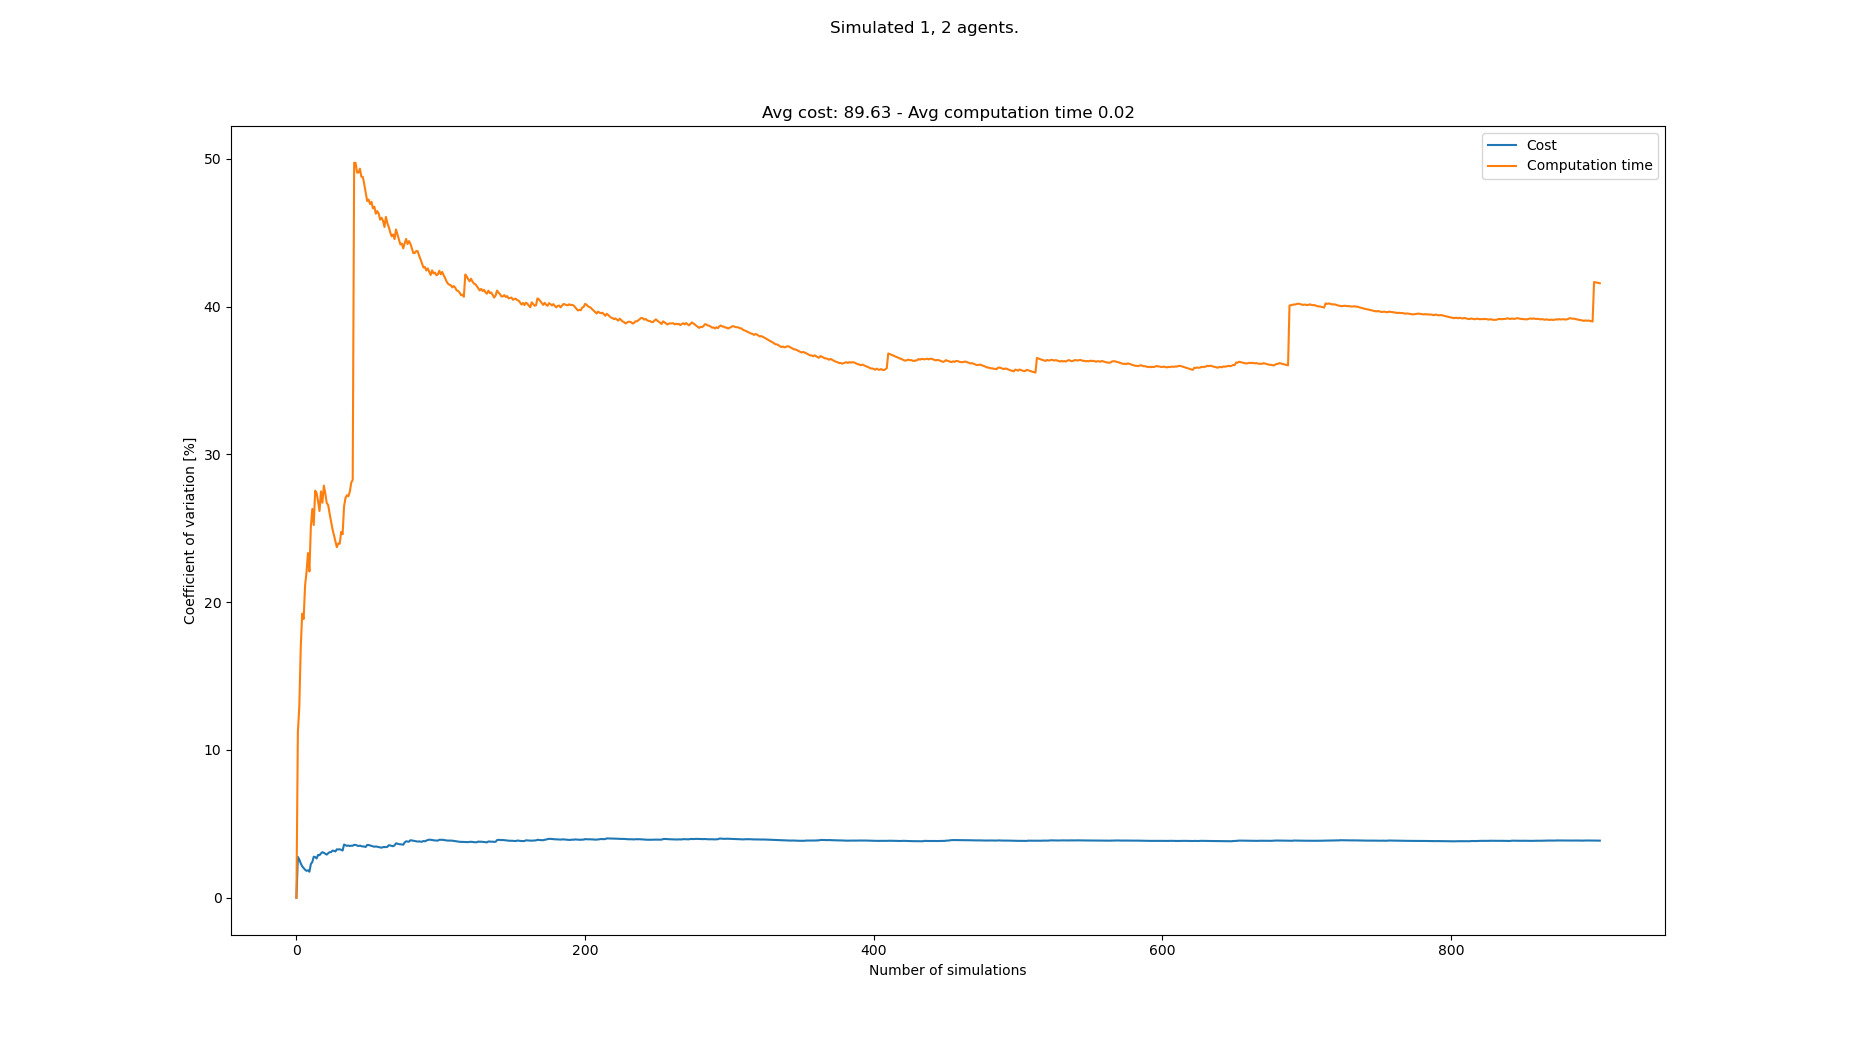 Simulated 1, 2 agents.
Avg cost: 89.63 - Avg computation time 0.02
Cost
Computation time
Coefficient of variation [%]
50
40
30
20
10
0
0 200 400 600 800
Number of simulations